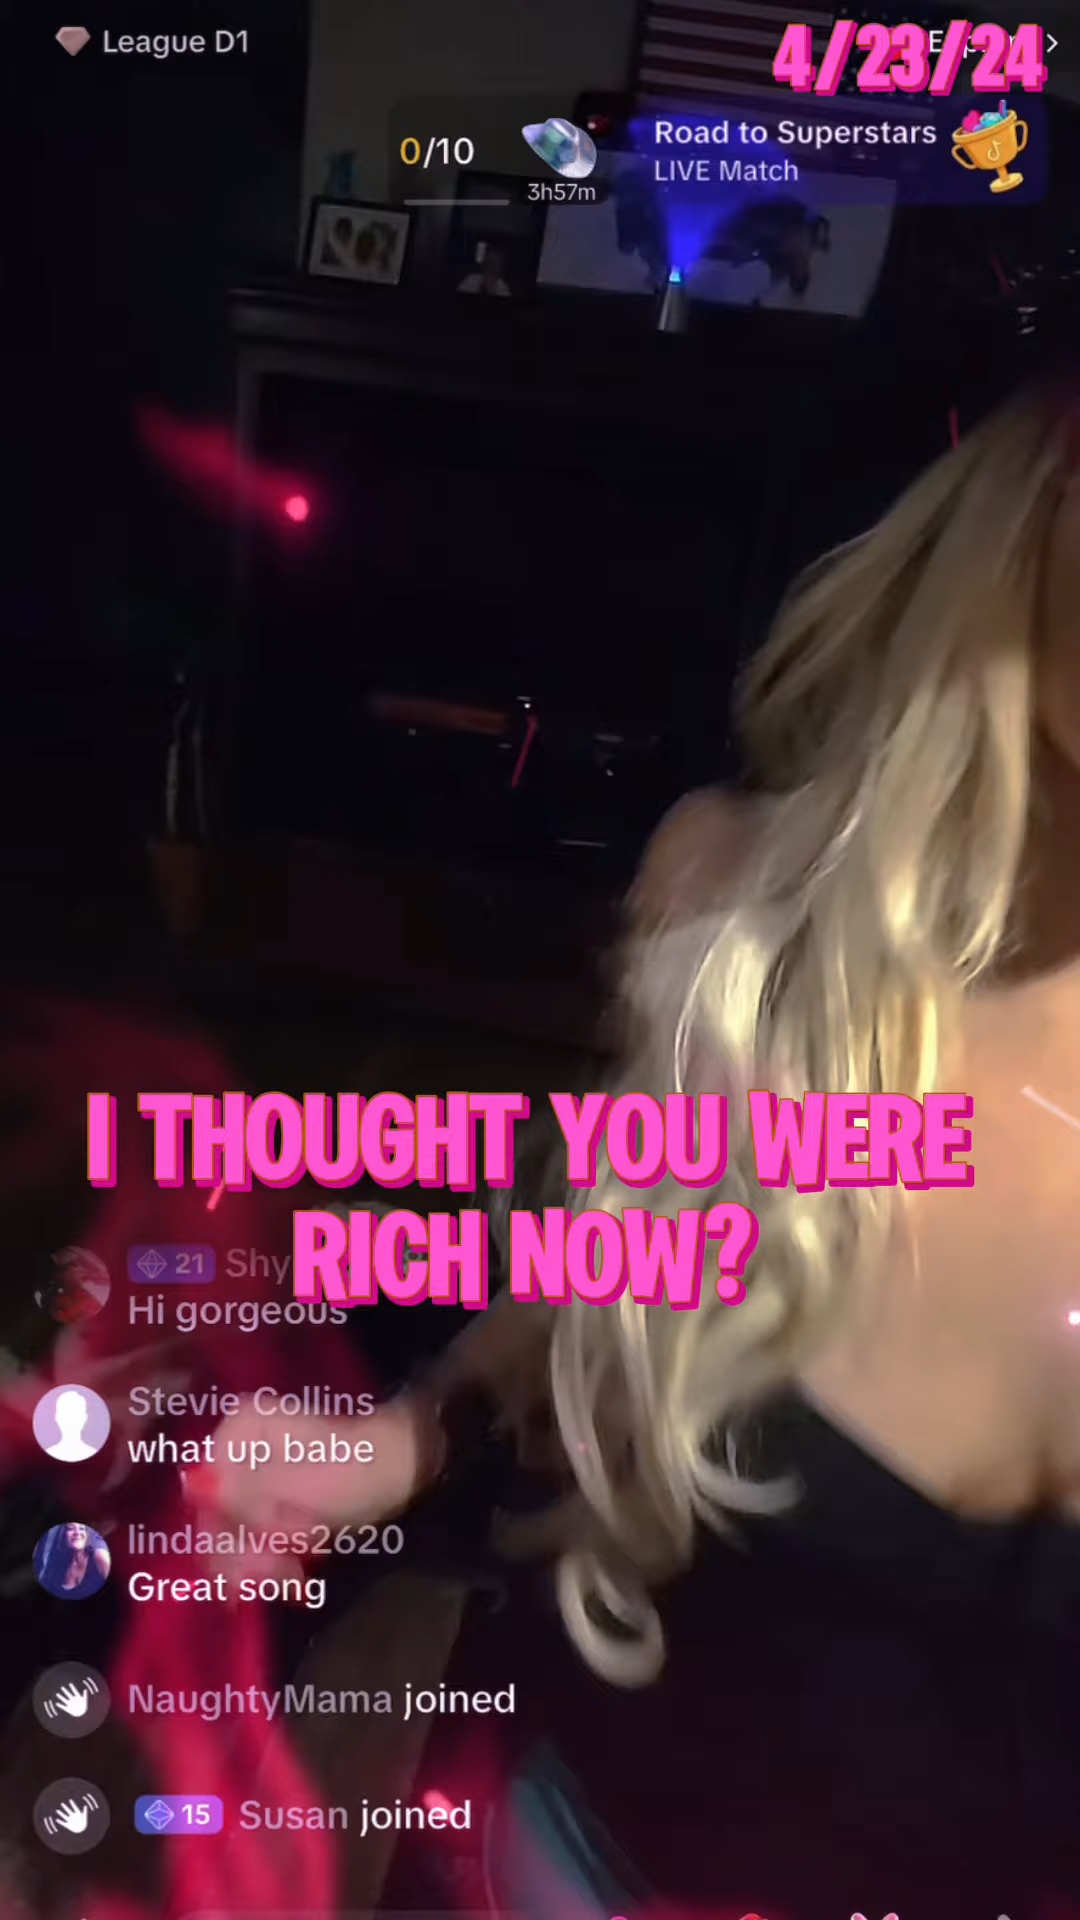 League D1
4/23/24
0/10
3h57m
Road to Superstars
LIVE Match
I THOUGHT YOU WERE
RICH NOW?
21 Shy
Hi gorgeous
Stevie Collins
what up babe
lindaalves2620
Great song
NaughtyMama joined
15 Susan joined